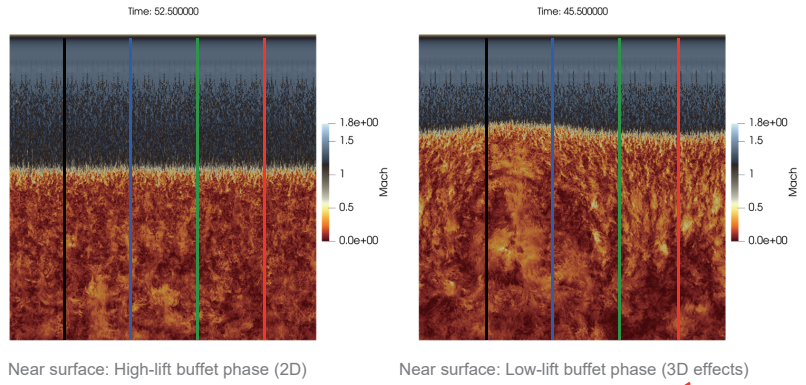 Time: 52.500000
Time: 45.500000
1.8e+00
1.5
1
0.5
0.0e+00
Mach
1.8e+00
1.5
1
0.5
0.0e+00
Mach
Near surface: High-lift buffet phase (2D)
Near surface: Low-lift buffet phase (3D effects)